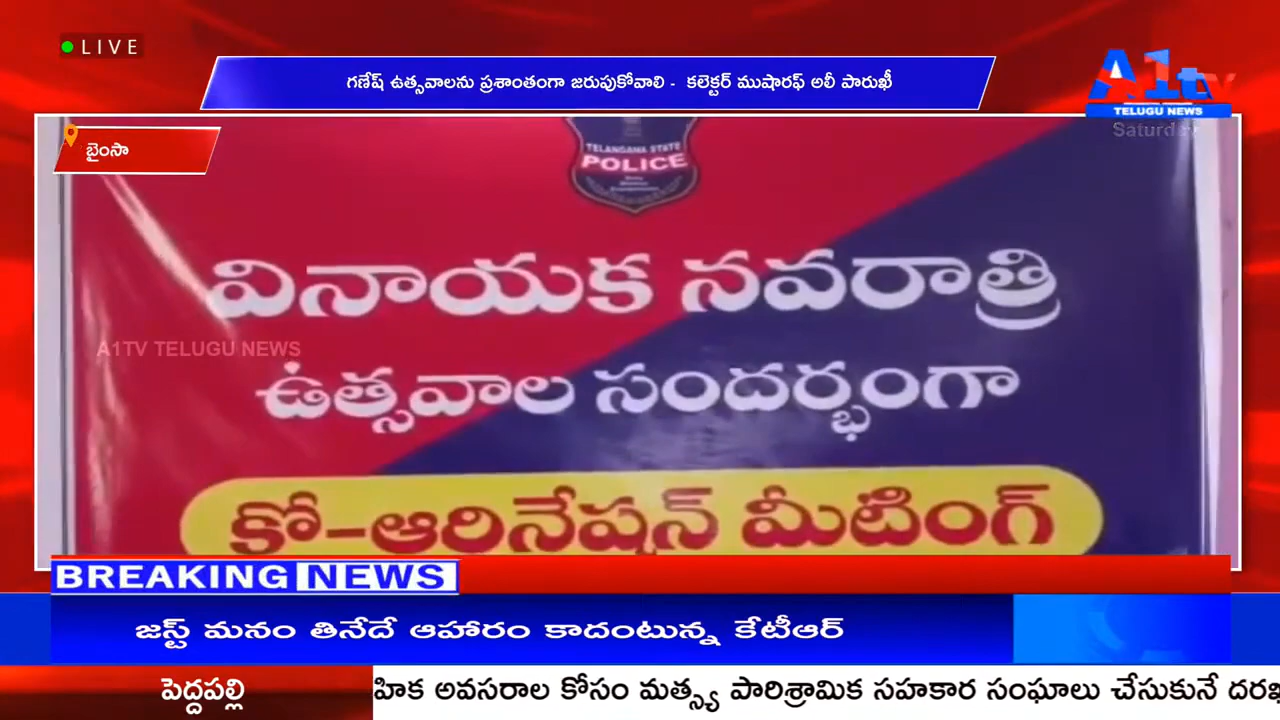 LIVE
గణేష్ ఉత్సవాలను ప్రశాంతంగా జరుపుకోవాలి - కలెక్టర్ ముషారఫ్ అలీ పారుఖీ
A1tv
TELUGU NEWS
Saturday
బైంసా
TELANGANA STATE
POLICE
వినాయక నవరాత్రి
A1TV TELUGU NEWS
ఉత్సవాల సందర్భంగా
కో-ఆరినేషన్ మీటింగ్
BREAKING NEWS
జస్ట్ మనం తినేదే ఆహారం కాదంటున్న కేటీఆర్
పెద్దపల్లి
హిక అవసరాల కోసం మత్స్య పారిశ్రామిక సహకార సంఘాలు చేసుకునే